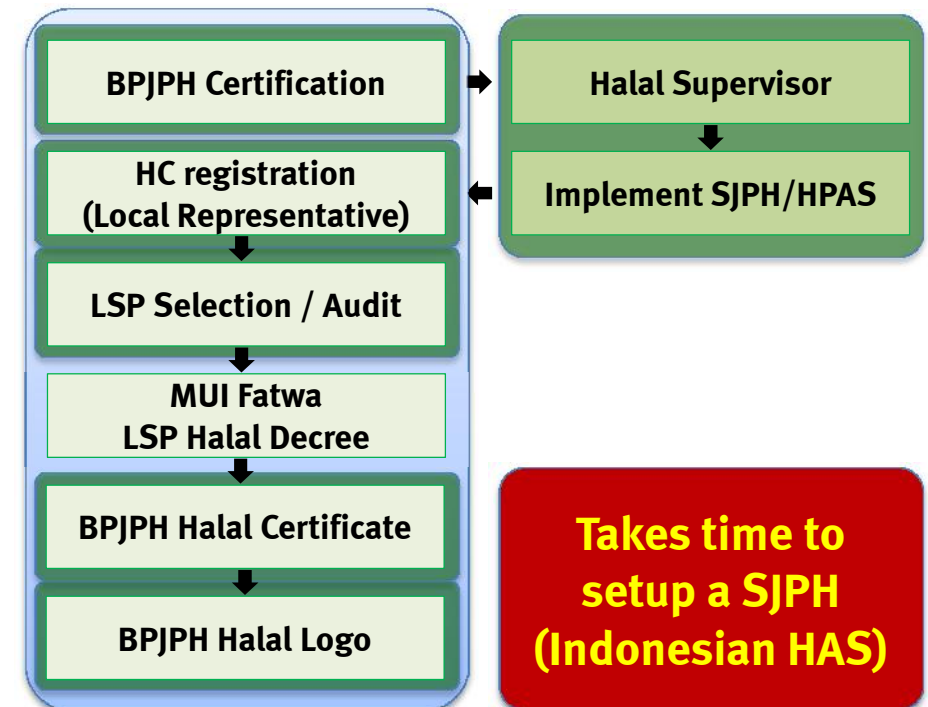 BPJPH Certification
Halal Supervisor
Implement SJPH/HPAS
HC registration
(Local Representative)
LSP Selection / Audit
MUI Fatwa
LSP Halal Decree
BPJPH Halal Certificate
BPJPH Halal Logo
Takes time to
setup a SJPH
(Indonesian HAS)